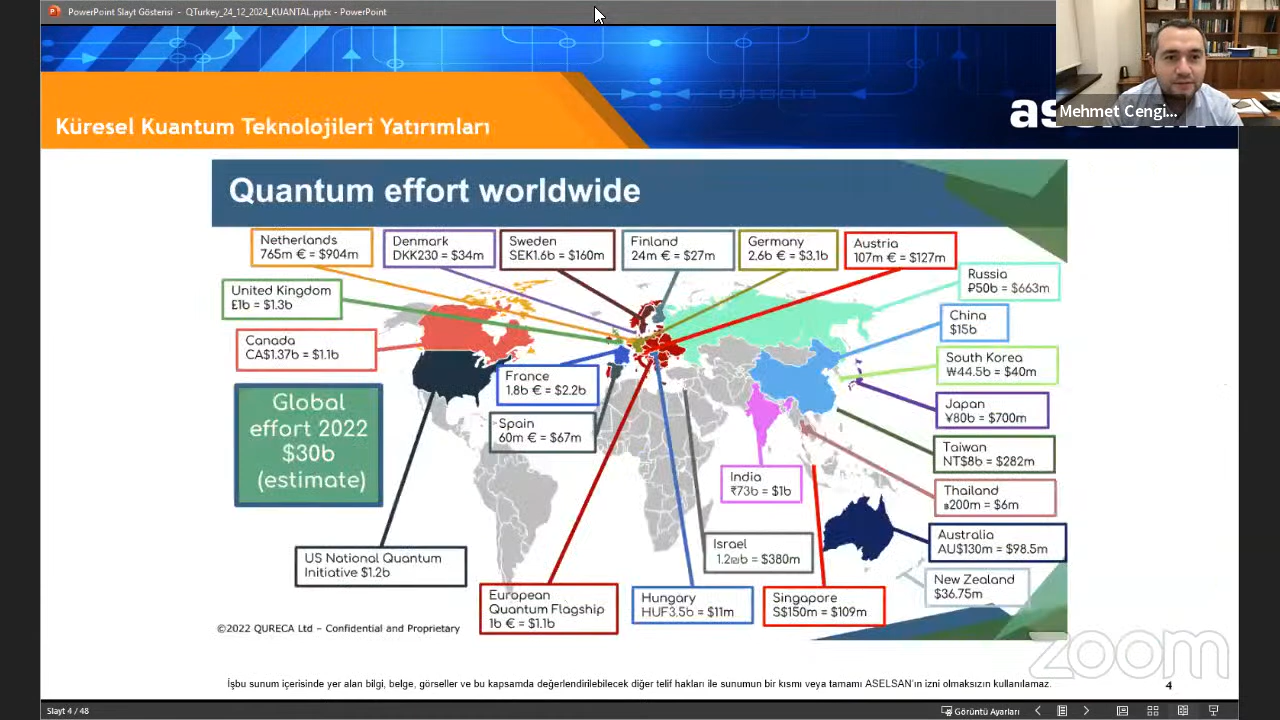 PowerPoint Slayt Gösterisi - QTurkey_24_12_2024_KUANTAL.pptx - PowerPoint
Mehmet Cengi...
Küresel Kuantum Teknolojileri Yatırımları
Quantum effort worldwide
Netherlands
765m € = $904m
Denmark
DKK230 = $34m
Sweden
SEK1.6b = $160m
Finland
24m € = $27m
Germany
2.6b € = $3,1b
Austria
107m € = $127m
Russia
₽50b = $663m
United Kingdom
£1b = $1.3b
China
$15b
Canada
CA$1.37b = $1.1b
South Korea
₩44.5b = $40m
France
1.8b € = $2.2b
Japan
¥80b = $700m
Global
effort 2022
$30b
(estimate)
Spain
60m € = $67m
Taiwan
NT$8b = $282m
India
₹73b = $1b
Thailand
฿200m = $6m
Australia
AU$130m = $98.5m
US National Quantum
Initiative $1.2b
Israel
1.2₪b = $380m
New Zealand
$36.75m
European
Quantum Flagship
1b € = $1.1b
Hungary
HUF3.5b = $11m
Singapore
S$150m = $109m
©2022 QURECA Ltd – Confidential and Proprietary
zoom
İşbu sunum içerisinde yer alan bilgi, belge, görseller ve bu kapsamda değerlendirilebilecek diğer telif hakları ile sunumun bir kısmı veya tamamı ASELSAN'ın izni olmaksızın kullanılamaz.
4
Slayt 4 / 48
Görüntü Ayarları